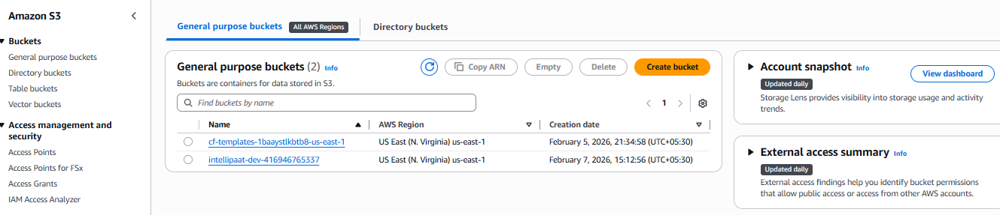 Amazon S3
Buckets
General purpose buckets
Directory buckets
Table buckets
Vector buckets
Access management and
security
Access Points
Access Points for FSx
Access Grants
IAM Access Analyzer
General purpose buckets All AWS Regions Directory buckets
General purpose buckets (2) Info Copy ARN Empty Delete Create bucket
Buckets are containers for data stored in S3.
Find buckets by name
1
Name AWS Region Creation date
cf-templates-1baaystlkbtb8-us-east-1 US East (N. Virginia) us-east-1 February 5, 2026, 21:34:58 (UTC+05:30)
intellipaat-dev-416946765337 US East (N. Virginia) us-east-1 February 7, 2026, 15:12:56 (UTC+05:30)
Account snapshot Info View dashboard
Updated daily
Storage Lens provides visibility into storage usage and activity
trends.
External access summary Info
Updated daily
External access findings help you identify bucket permissions
that allow public access or access from other AWS accounts.